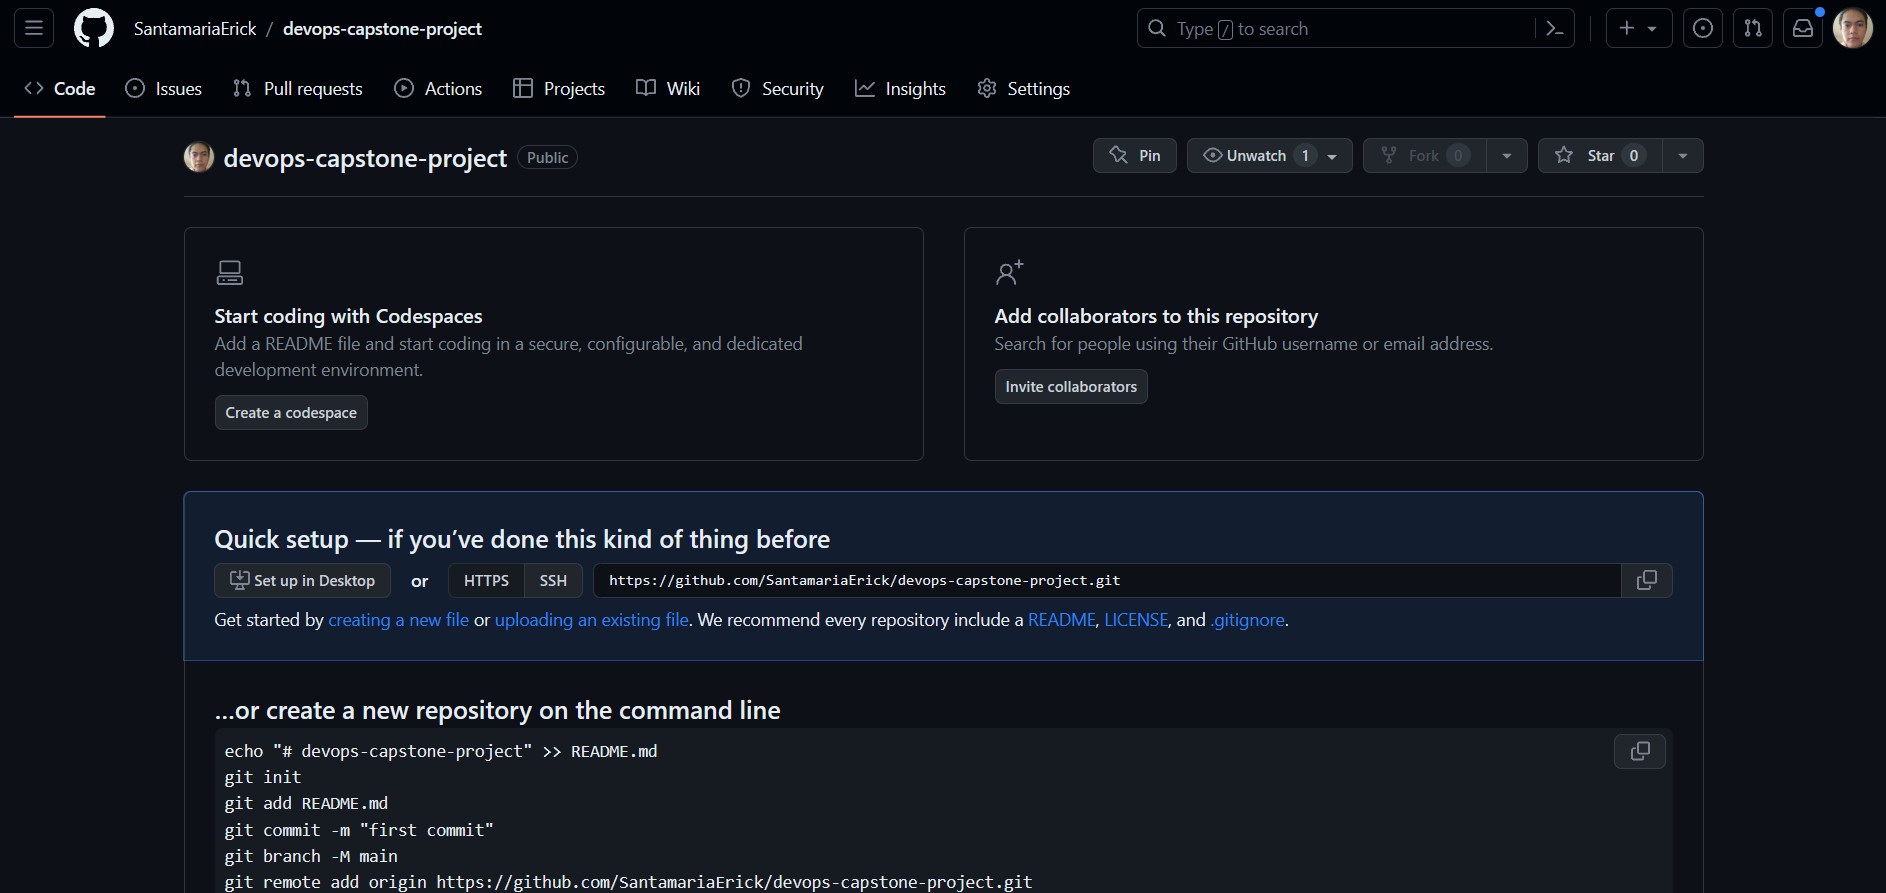 SantamariaErick / devops-capstone-project
Type / to search
Code Issues Pull requests Actions Projects Wiki Security Insights Settings
devops-capstone-project Public
Pin Unwatch 1 Fork 0 Star 0
Start coding with Codespaces
Add a README file and start coding in a secure, configurable, and dedicated
development environment.
Create a codespace
Add collaborators to this repository
Search for people using their GitHub username or email address.
Invite collaborators
Quick setup — if you’ve done this kind of thing before
Set up in Desktop or HTTPS SSH https://github.com/SantamariaErick/devops-capstone-project.git
Get started by creating a new file or uploading an existing file. We recommend every repository include a README, LICENSE, and .gitignore.
…or create a new repository on the command line
echo "# devops-capstone-project" >> README.md
git init
git add README.md
git commit -m "first commit"
git branch -M main
git remote add origin https://github.com/SantamariaErick/devops-capstone-project.git